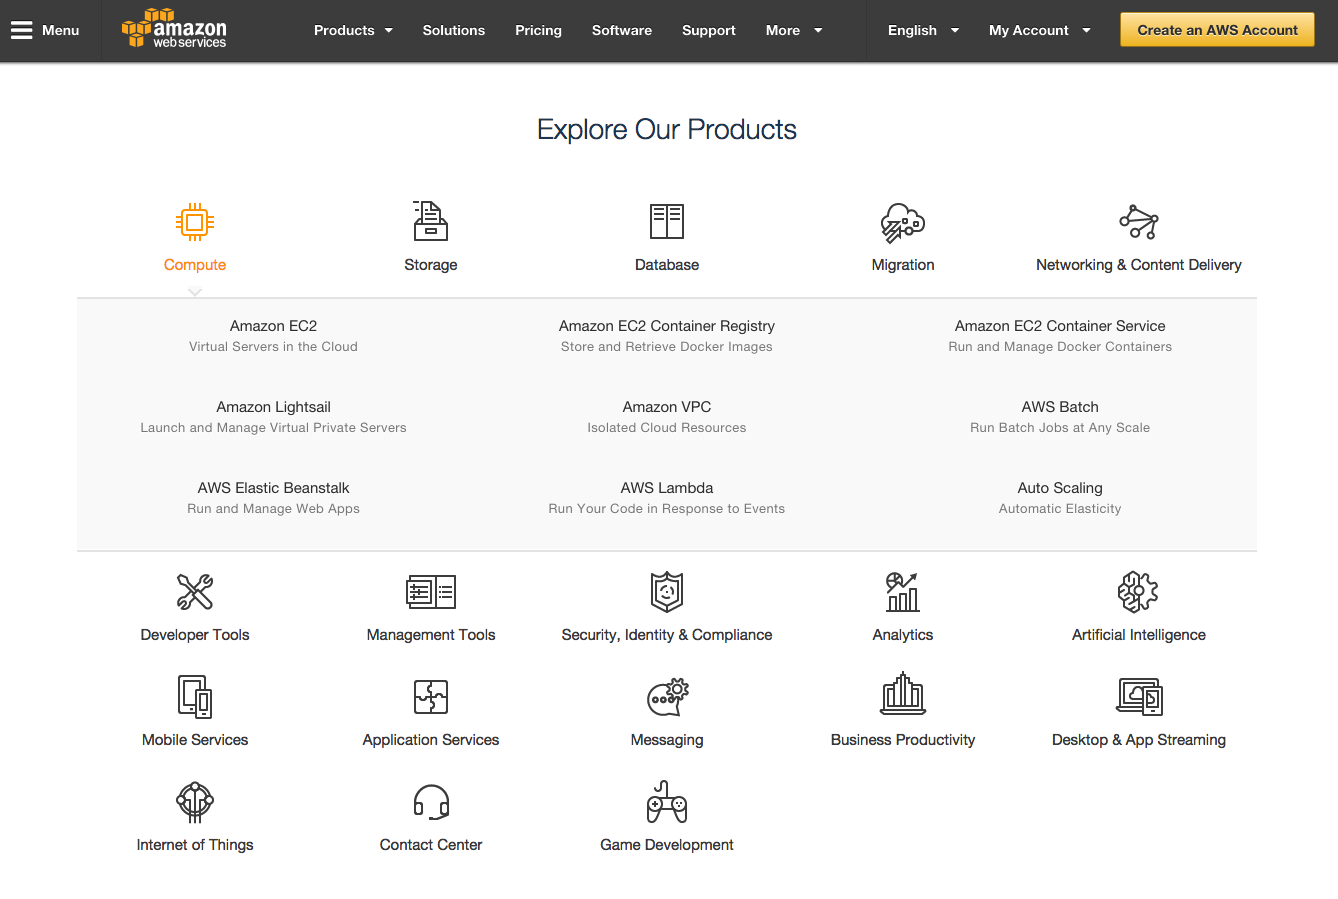 Menu
amazon
webservices
Products
Solutions
Pricing
Software
Support
More
English
My Account
Create an AWS Account
Explore Our Products
Compute
Storage
Database
Migration
Networking & Content Delivery
Amazon EC2
Virtual Servers in the Cloud
Amazon EC2 Container Registry
Store and Retrieve Docker Images
Amazon EC2 Container Service
Run and Manage Docker Containers
Amazon Lightsail
Launch and Manage Virtual Private Servers
Amazon VPC
Isolated Cloud Resources
AWS Batch
Run Batch Jobs at Any Scale
AWS Elastic Beanstalk
Run and Manage Web Apps
AWS Lambda
Run Your Code in Response to Events
Auto Scaling
Automatic Elasticity
Developer Tools
Management Tools
Security, Identity & Compliance
Analytics
Artificial Intelligence
Mobile Services
Application Services
Messaging
Business Productivity
Desktop & App Streaming
Internet of Things
Contact Center
Game Development